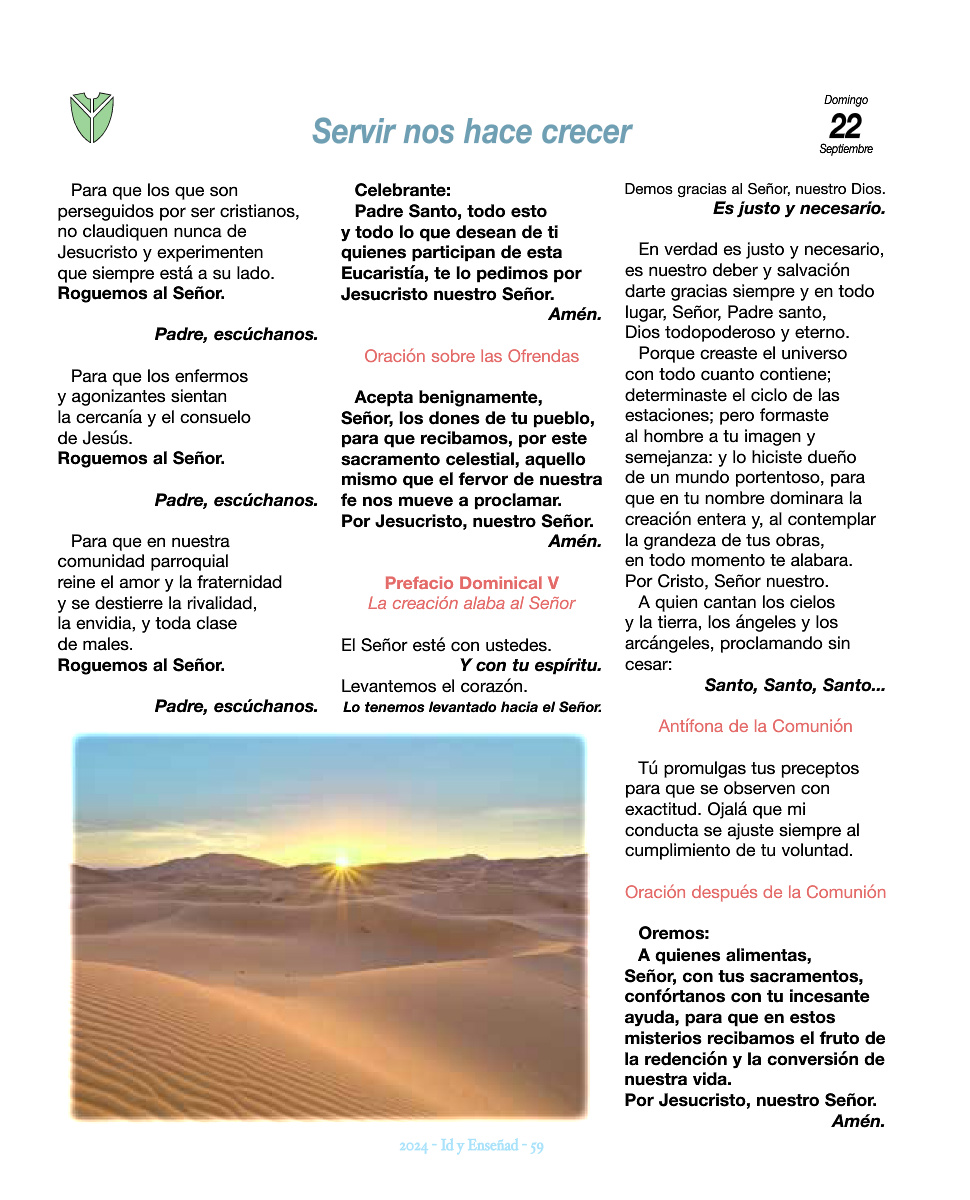 Servir nos hace crecer
Domingo
22
Septiembre
Para que los que son
perseguidos por ser cristianos,
no claudiquen nunca de
Jesucristo y experimenten
que siempre está a su lado.
Roguemos al Señor.
Padre, escúchanos.
Para que los enfermos
y agonizantes sientan
la cercanía y el consuelo
de Jesús.
Roguemos al Señor.
Padre, escúchanos.
Para que en nuestra
comunidad parroquial
reine el amor y la fraternidad
y se destierre la rivalidad,
la envidia, y toda clase
de males.
Roguemos al Señor.
Padre, escúchanos.
Celebrante:
Padre Santo, todo esto
y todo lo que desean de ti
quienes participan de esta
Eucaristía, te lo pedimos por
Jesucristo nuestro Señor.
Amén.
Oración sobre las Ofrendas
Acepta benignamente,
Señor, los dones de tu pueblo,
para que recibamos, por este
sacramento celestial, aquello
mismo que el fervor de nuestra
fe nos mueve a proclamar.
Por Jesucristo, nuestro Señor.
Amén.
Prefacio Dominical V
La creación alaba al Señor
El Señor esté con ustedes.
Y con tu espíritu.
Levantemos el corazón.
Lo tenemos levantado hacia el Señor.
Demos gracias al Señor, nuestro Dios.
Es justo y necesario.
En verdad es justo y necesario,
es nuestro deber y salvación
darte gracias siempre y en todo
lugar, Señor, Padre santo,
Dios todopoderoso y eterno.
Porque creaste el universo
con todo cuanto contiene;
determinaste el ciclo de las
estaciones; pero formaste
al hombre a tu imagen y
semejanza: y lo hiciste dueño
de un mundo portentoso, para
que en tu nombre dominara la
creación entera y, al contemplar
la grandeza de tus obras,
en todo momento te alabara.
Por Cristo, Señor nuestro.
A quien cantan los cielos
y la tierra, los ángeles y los
arcángeles, proclamando sin
cesar:
Santo, Santo, Santo...
Antífona de la Comunión
Tú promulgas tus preceptos
para que se observen con
exactitud. Ojalá que mi
conducta se ajuste siempre al
cumplimiento de tu voluntad.
Oración después de la Comunión
Oremos:
A quienes alimentas,
Señor, con tus sacramentos,
confórtanos con tu incesante
ayuda, para que en estos
misterios recibamos el fruto de
la redención y la conversión de
nuestra vida.
Por Jesucristo, nuestro Señor.
Amén.
2024 - Id y Enseñad - 59